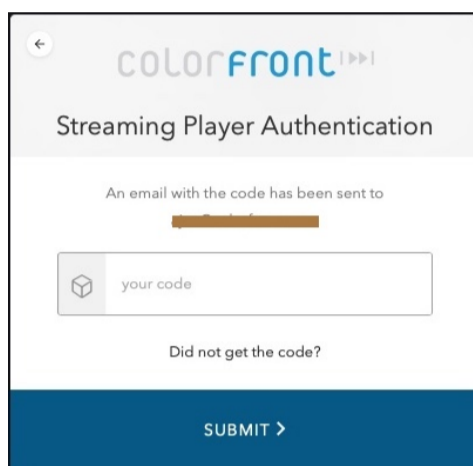 colorfront
Streaming Player Authentication
An email with the code has been sent to
your code
Did not get the code?
SUBMIT